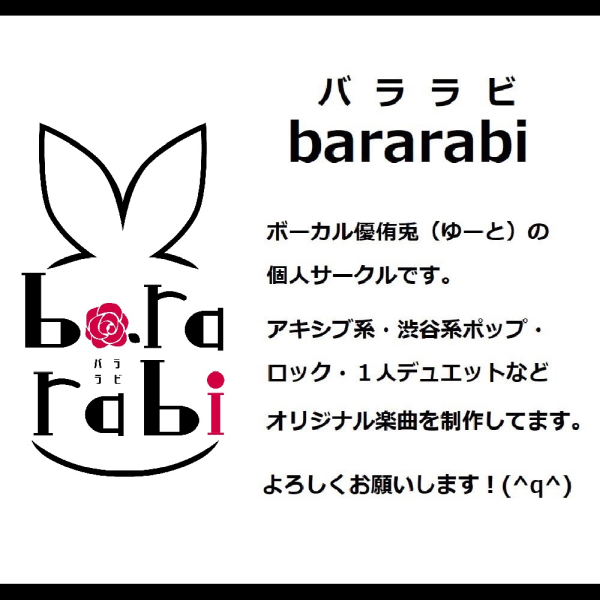 バララビ
bararabi
ba.ra
バラ
ラビ
rabi
ボーカル優侑兎（ゆーと）の
個人サークルです。
アキシブ系・渋谷系ポップ・
ロック・１人デュエットなど
オリジナル楽曲を制作してます。
よろしくお願いします！(^q^)